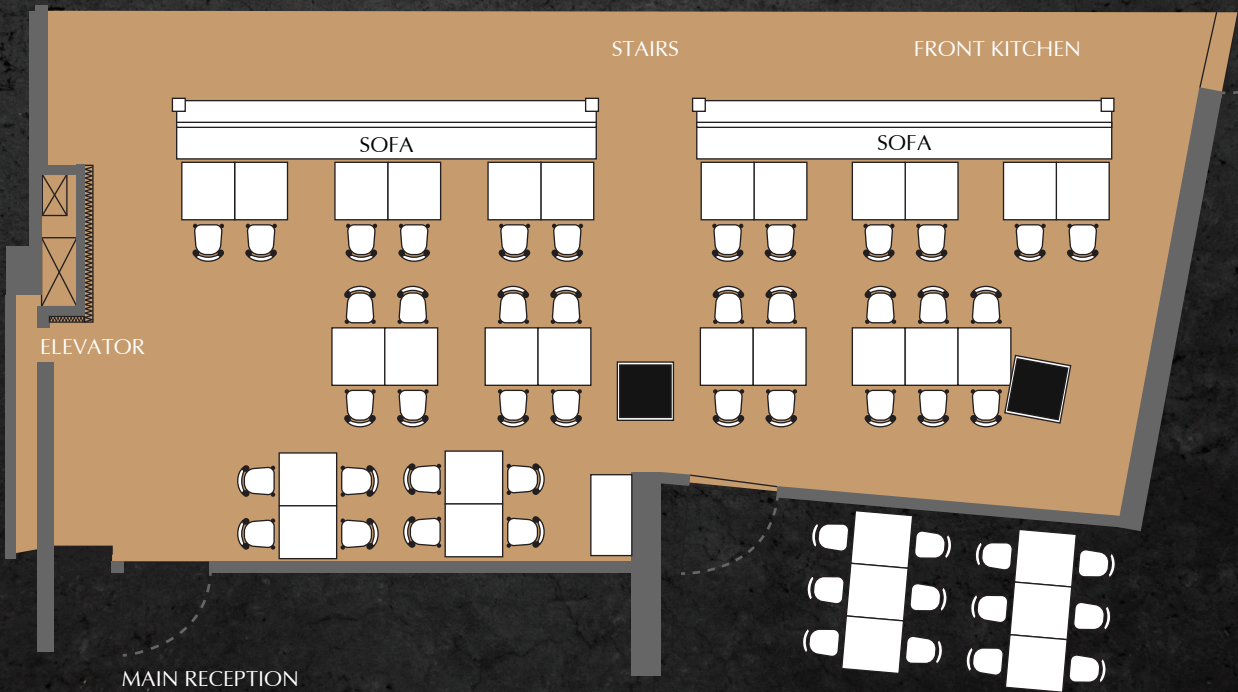 STAIRS
FRONT KITCHEN
SOFA
SOFA
ELEVATOR
MAIN RECEPTION